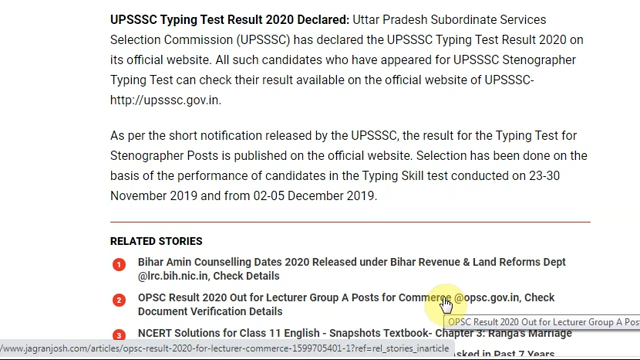 UPSSSC Typing Test Result 2020 Declared: Uttar Pradesh Subordinate Services
Selection Commission (UPSSSC) has declared the UPSSSC Typing Test Result 2020 on
its official website. All such candidates who have appeared for UPSSSC Stenographer
Typing Test can check their result available on the official website of UPSSSC-
http://upsssc.gov.in.
As per the short notification released by the UPSSSC, the result for the Typing Test for
Stenographer Posts is published on the official website. Selection has been done on the
basis of the performance of candidates in the Typing Skill test conducted on 23-30
November 2019 and from 02-05 December 2019.
RELATED STORIES
1 Bihar Amin Counselling Dates 2020 Released under Bihar Revenue & Land Reforms Dept
@lrc.bih.nic.in, Check Details
2 OPSC Result 2020 Out for Lecturer Group A Posts for Commerce @opsc.gov.in, Check
Document Verification Details
OPSC Result 2020 Out for Lecturer Group A Pos
3 NCERT Solutions for Class 11 English - Snapshots Textbook- Chapter 3: Ranga's Marriage
/www.jagranjosh.com/articles/opsc-result-2020-for-lecturer-commerce-1599705401-1?ref=rel_stories_inarticle
Asked in Past 7 Years